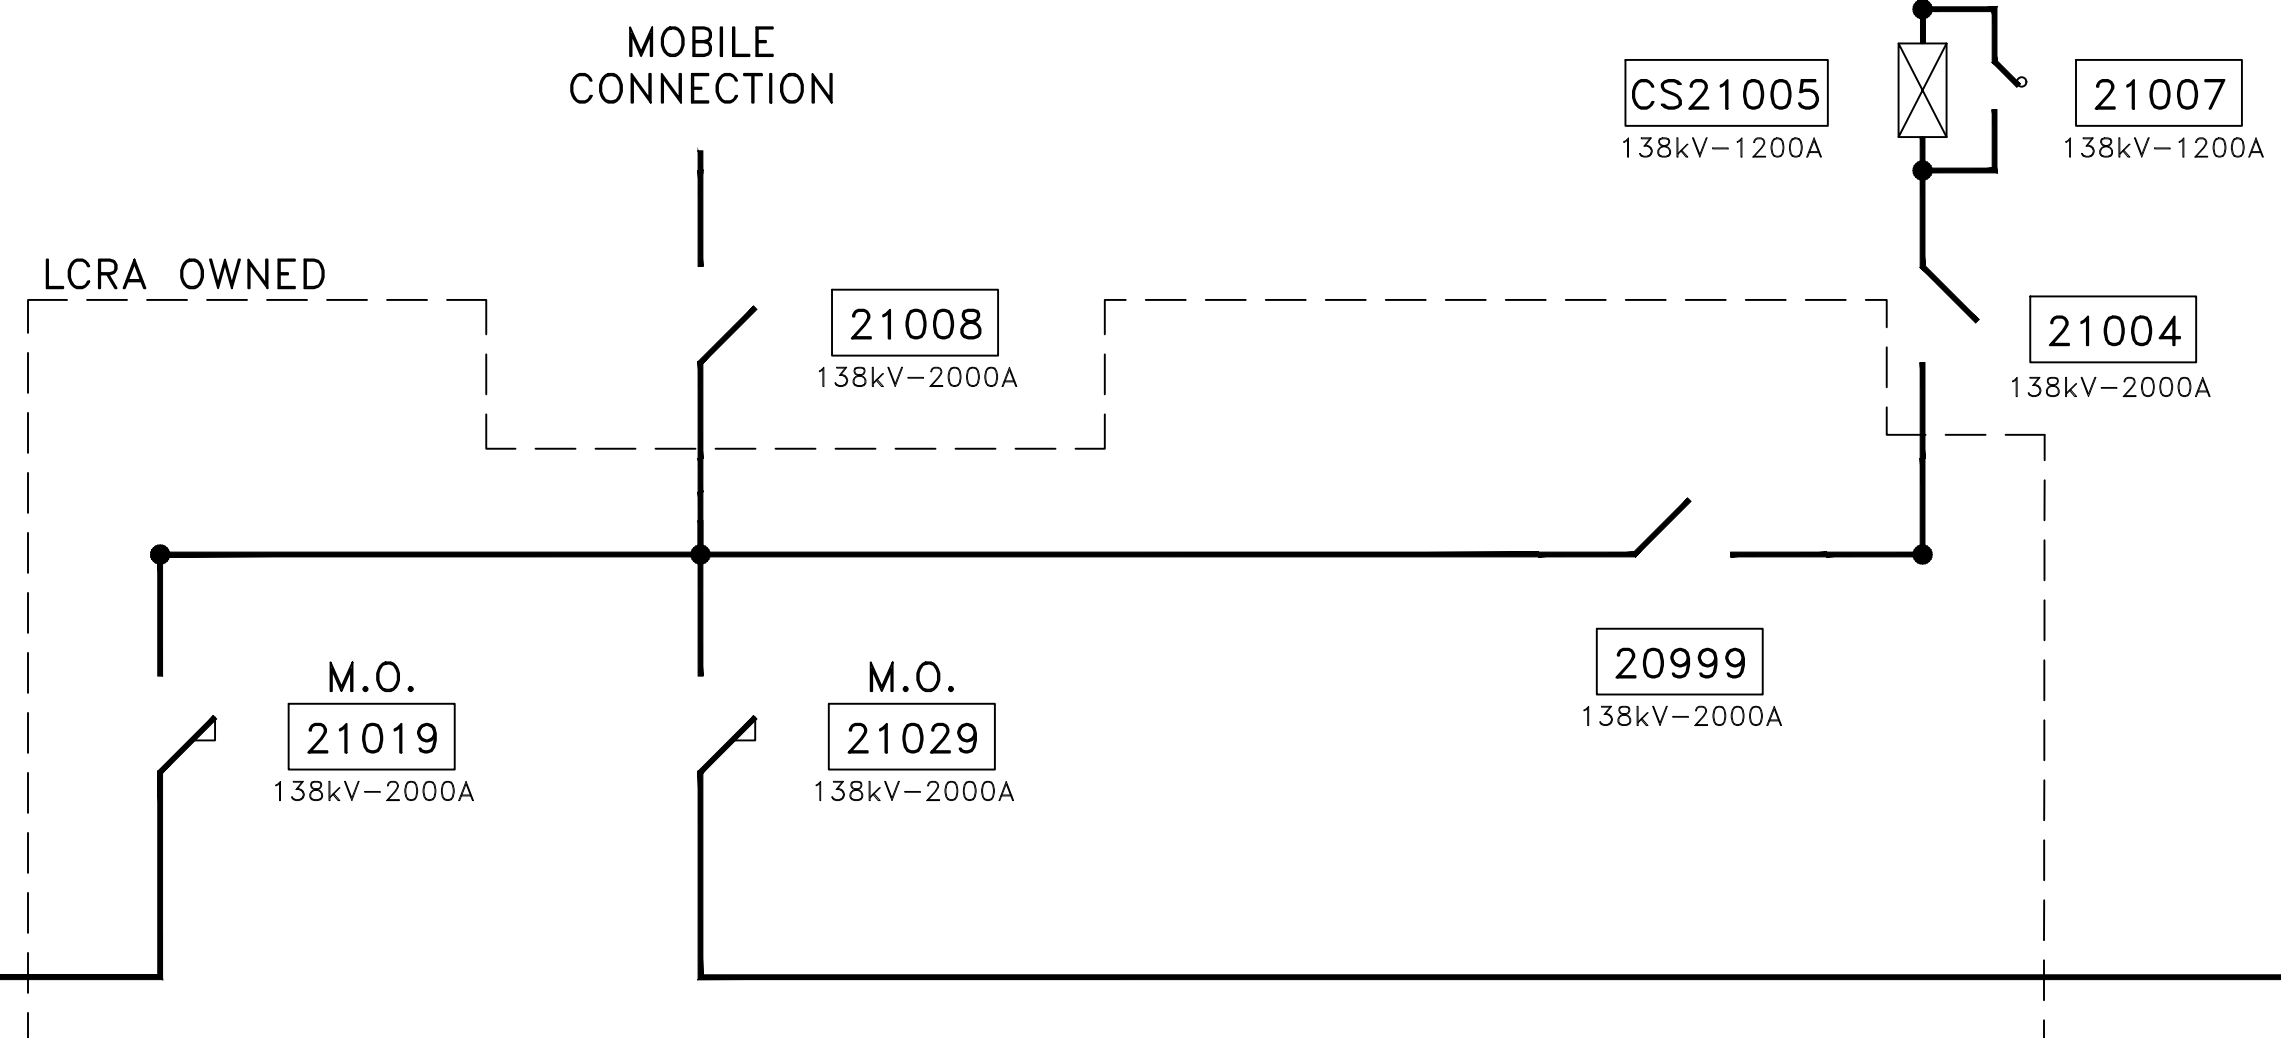 MOBILE
CONNECTION
CS21005
138kV-1200A
21007
138kV-1200A
LCRA OWNED
21008
138kV-2000A
21004
138kV-2000A
20999
138kV-2000A
M.O.
21019
138kV-2000A
M.O.
21029
138kV-2000A